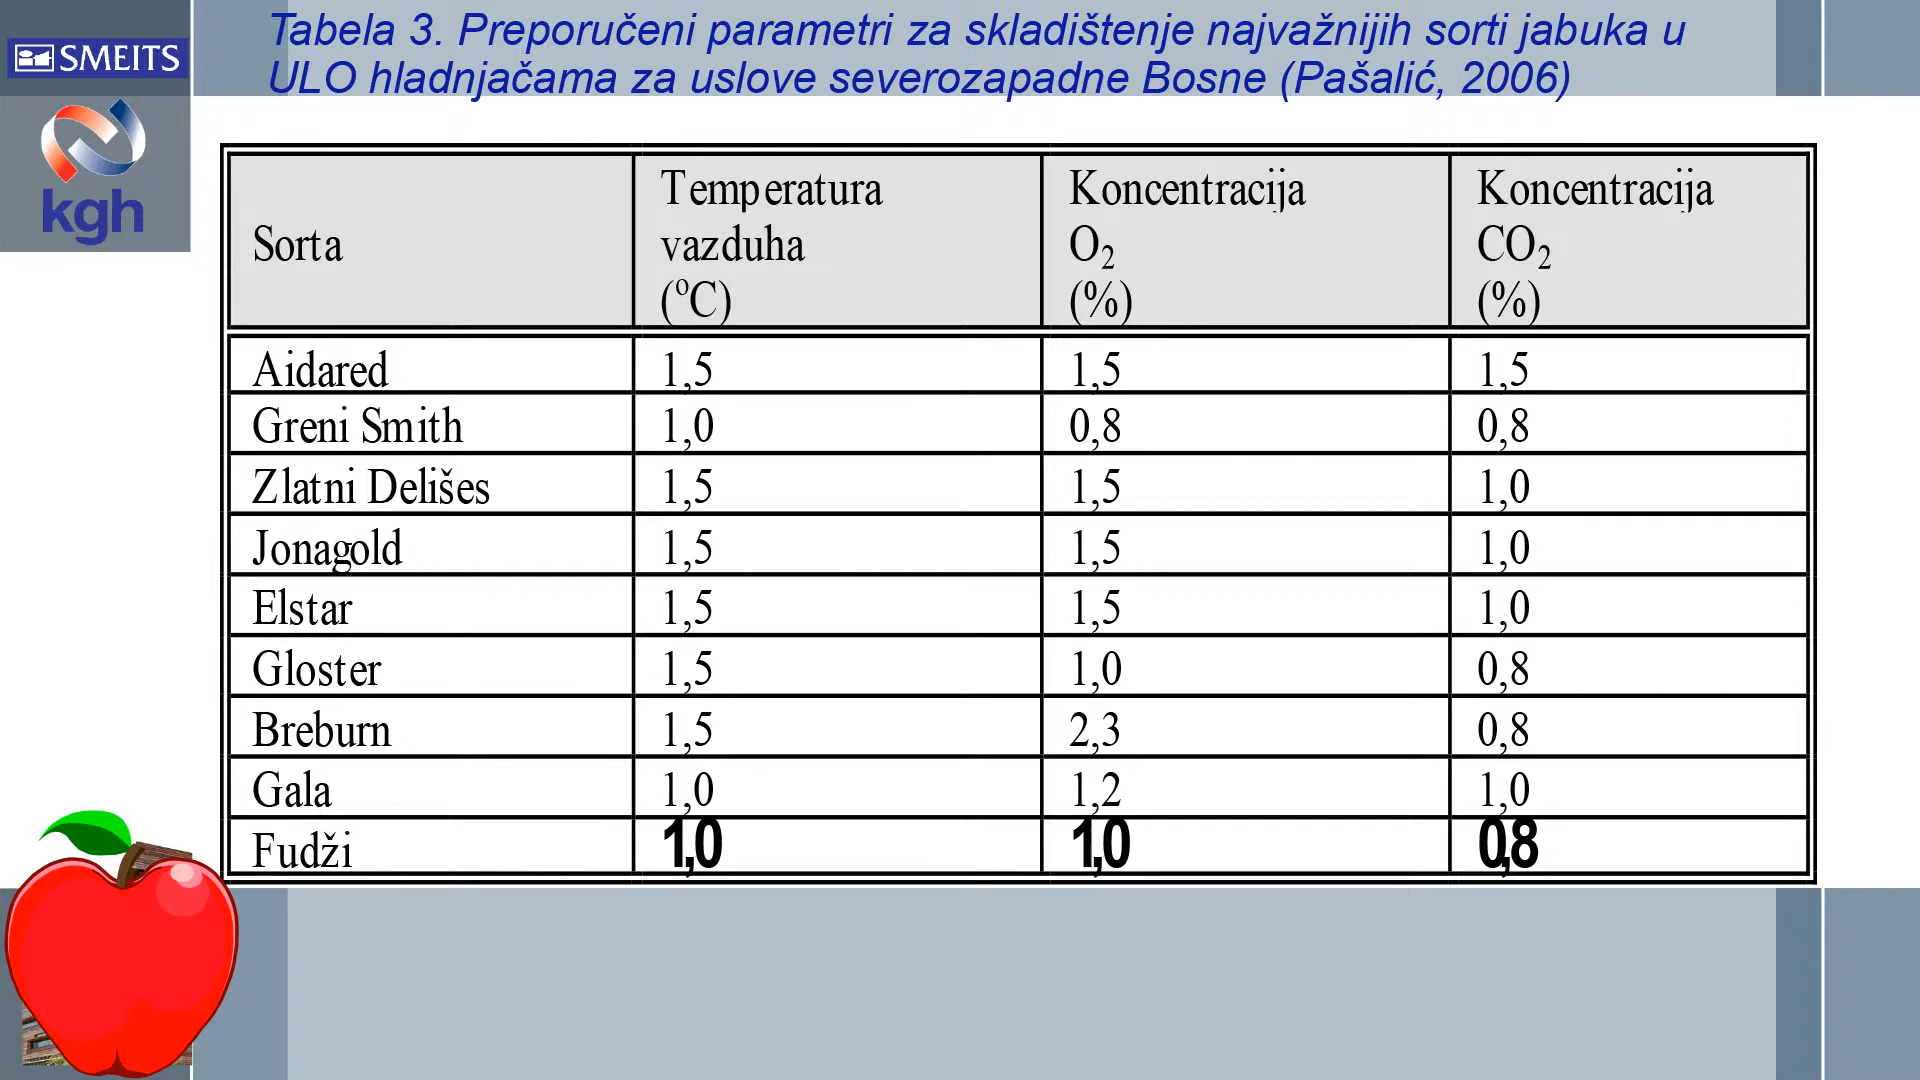 Tabela 3. Preporučeni parametri za skladištenje najvažnijih sorti jabuka u
ULO hladnjačama za uslove severozapadne Bosne (Pašalić, 2006)
SMEITS
kgh
Sorta Temperatura vazduha (ºC) Koncentracija O₂ (%) Koncentracija CO₂ (%)
Aidared 1,5 1,5 1,5
Greni Smith 1,0 0,8 0,8
Zlatni Delišes 1,5 1,5 1,0
Jonagold 1,5 1,5 1,0
Elstar 1,5 1,5 1,0
Gloster 1,5 1,0 0,8
Breburn 1,5 2,3 0,8
Gala 1,0 1,2 1,0
Fudži 1,0 1,0 0,8